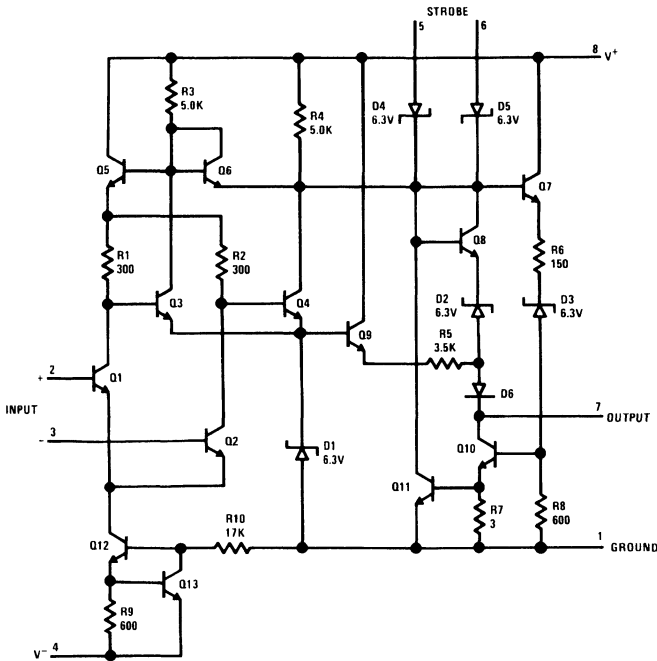 STROBE
5 6
8 V+
R3
5.0K
R4
5.0K
D4
6.3V
D5
6.3V
Q5
Q6
Q7
R1
300
R2
300
Q8
R6
150
Q3
Q4
D2
6.3V
D3
6.3V
Q9
R5
3.5K
+ 2
Q1
D6
INPUT
7
OUTPUT
− 3
Q2
D1
6.3V
Q10
Q11
R7
3
R8
600
Q12
R10
17K
1
GROUND
Q13
R9
600
V− 4